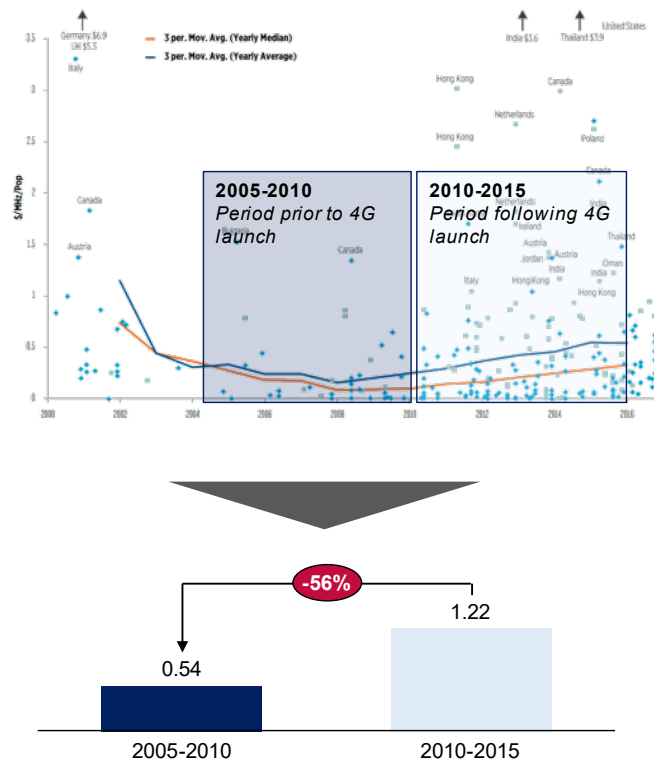 Germany $6.9
UK $5.3
Italy
3 per. Mov. Avg. (Yearly Median)
3 per. Mov. Avg. (Yearly Average)
India $3.6
Thailand $3.9
United States
Hong Kong
Canada
Netherlands
Hong Kong
Poland
Canada
Canada
Austria
2005-2010
Period prior to 4G
launch
Bulgaria
Canada
2010-2015
Netherlands
Period following 4G
launch
India
Ireland
Thailand
Austria
Austria
Jordan
India
Oman
India
Italy
Hong Kong
Hong Kong
$/MHz/Pop
2.5
2
1.5
1
0.5
0
2000
2002
2004
2006
2008
2010
2012
2014
2016
-56%
0.54
1.22
2005-2010
2010-2015